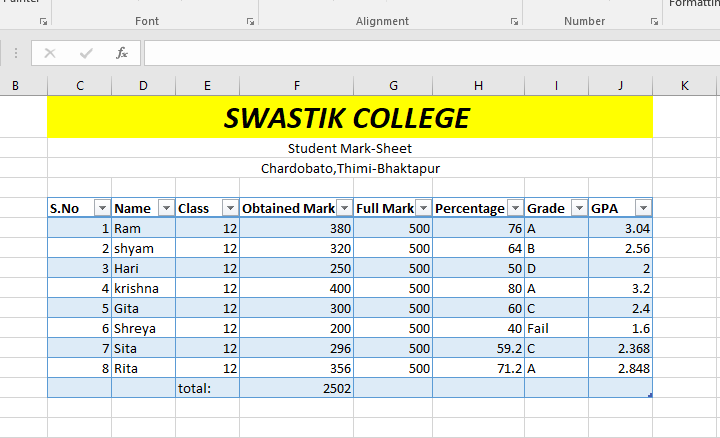 Font Alignment Number
fx
B C D E F G H I J K
SWASTIK COLLEGE
Student Mark-Sheet
Chardobato,Thimi-Bhaktapur
S.No Name Class Obtained Mark Full Mark Percentage Grade GPA
1 Ram 12 380 500 76 A 3.04
2 shyam 12 320 500 64 B 2.56
3 Hari 12 250 500 50 D 2
4 krishna 12 400 500 80 A 3.2
5 Gita 12 300 500 60 C 2.4
6 Shreya 12 200 500 40 Fail 1.6
7 Sita 12 296 500 59.2 C 2.368
8 Rita 12 356 500 71.2 A 2.848
total: 2502